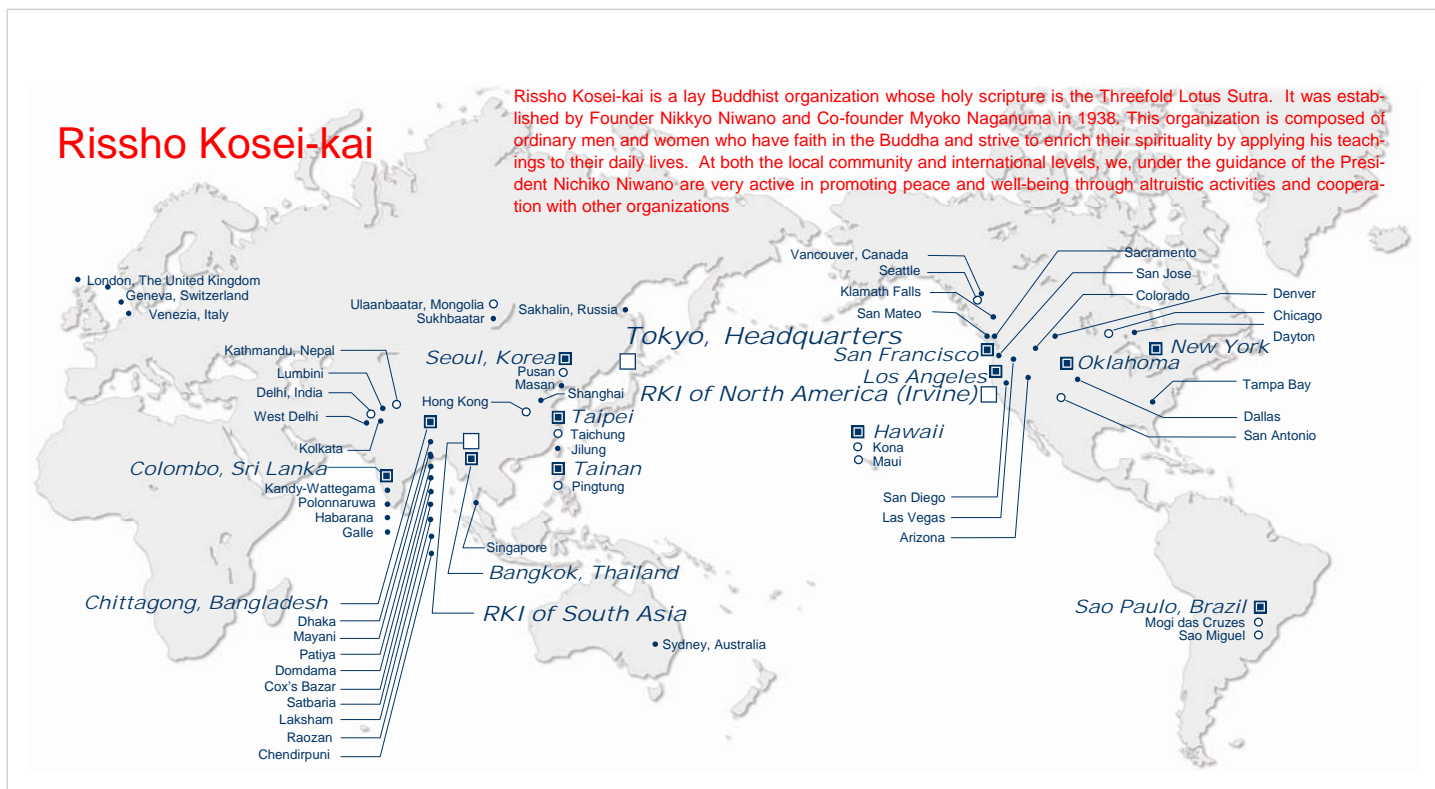 Rissho Kosei-kai
Rissho Kosei-kai is a lay Buddhist organization whose holy scripture is the Threefold Lotus Sutra. It was estab-
lished by Founder Nikkyo Niwano and Co-founder Myoko Naganuma in 1938. This organization is composed of
ordinary men and women who have faith in the Buddha and strive to enrich their spirituality by applying his teach-
ings to their daily lives. At both the local community and international levels, we, under the guidance of the Presi-
dent Nichiko Niwano are very active in promoting peace and well-being through altruistic activities and coopera-
tion with other organizations
London, The United Kingdom
Geneva, Switzerland
Venezia, Italy
Ulaanbaatar, Mongolia
Sukhbaatar
Sakhalin, Russia
Tokyo, Headquarters
Seoul, Korea
Pusan
Masan
Shanghai
Hong Kong
Kathmandu, Nepal
Lumbini
Delhi, India
West Delhi
Kolkata
Colombo, Sri Lanka
Kandy-Wattegama
Polonnaruwa
Habarana
Galle
Taipei
Taichung
Jilung
Tainan
Pingtung
Singapore
Bangkok, Thailand
RKI of South Asia
Chittagong, Bangladesh
Dhaka
Mayani
Patiya
Domdama
Cox's Bazar
Satbaria
Laksham
Raozan
Chendirpuni
Sydney, Australia
Vancouver, Canada
Seattle
Klamath Falls
San Mateo
San Francisco
Los Angeles
RKI of North America (Irvine)
Hawaii
Kona
Maui
San Diego
Las Vegas
Arizona
Sacramento
San Jose
Colorado
Denver
Chicago
Dayton
New York
Oklahoma
Tampa Bay
Dallas
San Antonio
Sao Paulo, Brazil
Mogi das Cruzes
Sao Miguel